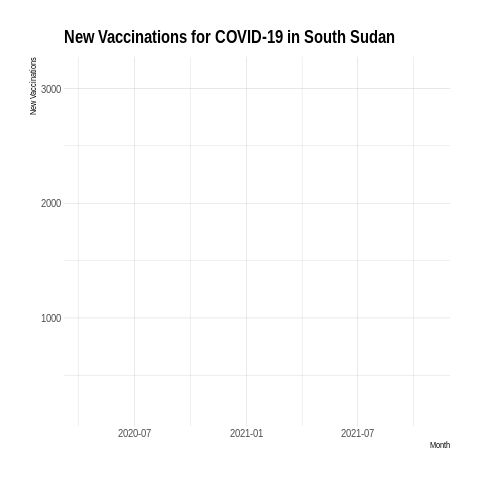 New Vaccinations for COVID-19 in South Sudan
New Vaccinations
3000
2000
1000
2020-07
2021-01
2021-07
Month